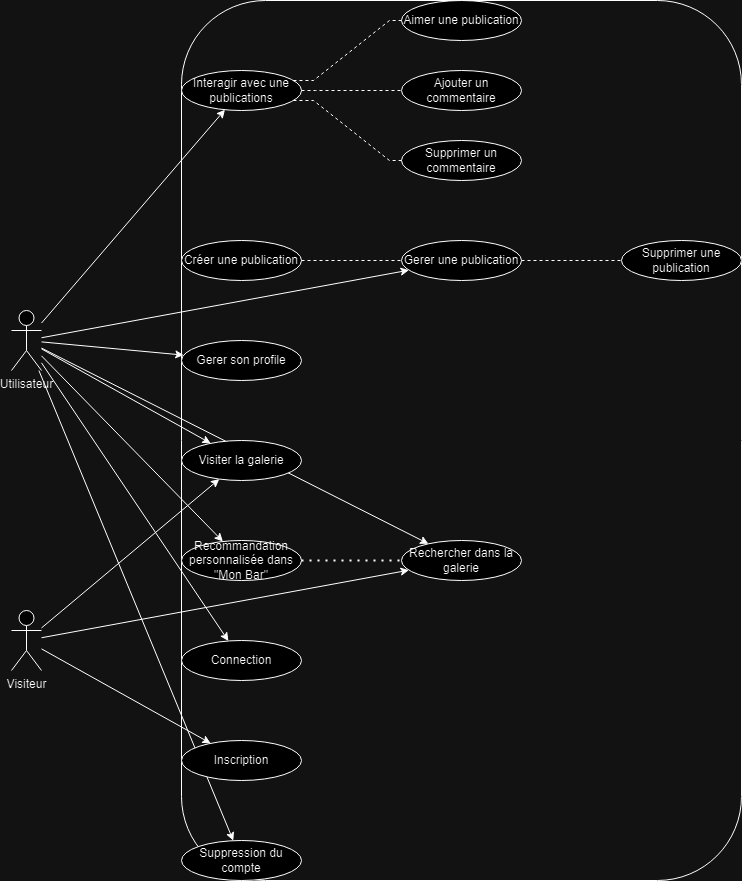 Aimer une publication
Interagir avec une
publications
Ajouter un
commentaire
Supprimer un
commentaire
Créer une publication
Gerer une publication
Supprimer une
publication
Utilisateur
Gerer son profile
Visiter la galerie
Recommandation
personnalisée dans
"Mon Bar"
Rechercher dans la
galerie
Visiteur
Connection
Inscription
Suppression du
compte